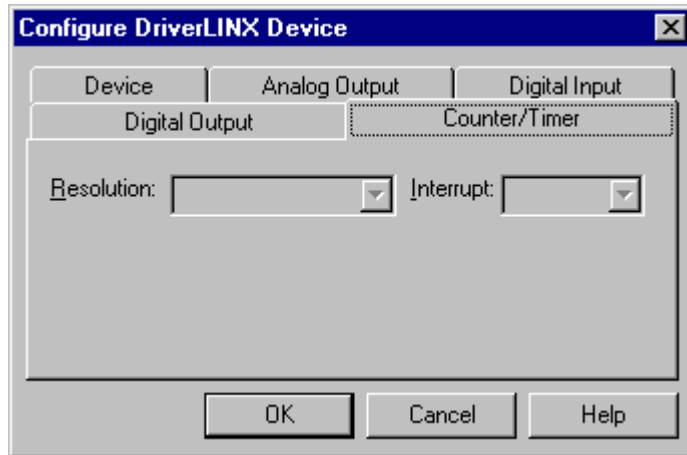 Configure DriverLINX Device
Device Analog Output Digital Input
Digital Output Counter/Timer
Resolution: Interrupt:
OK Cancel Help